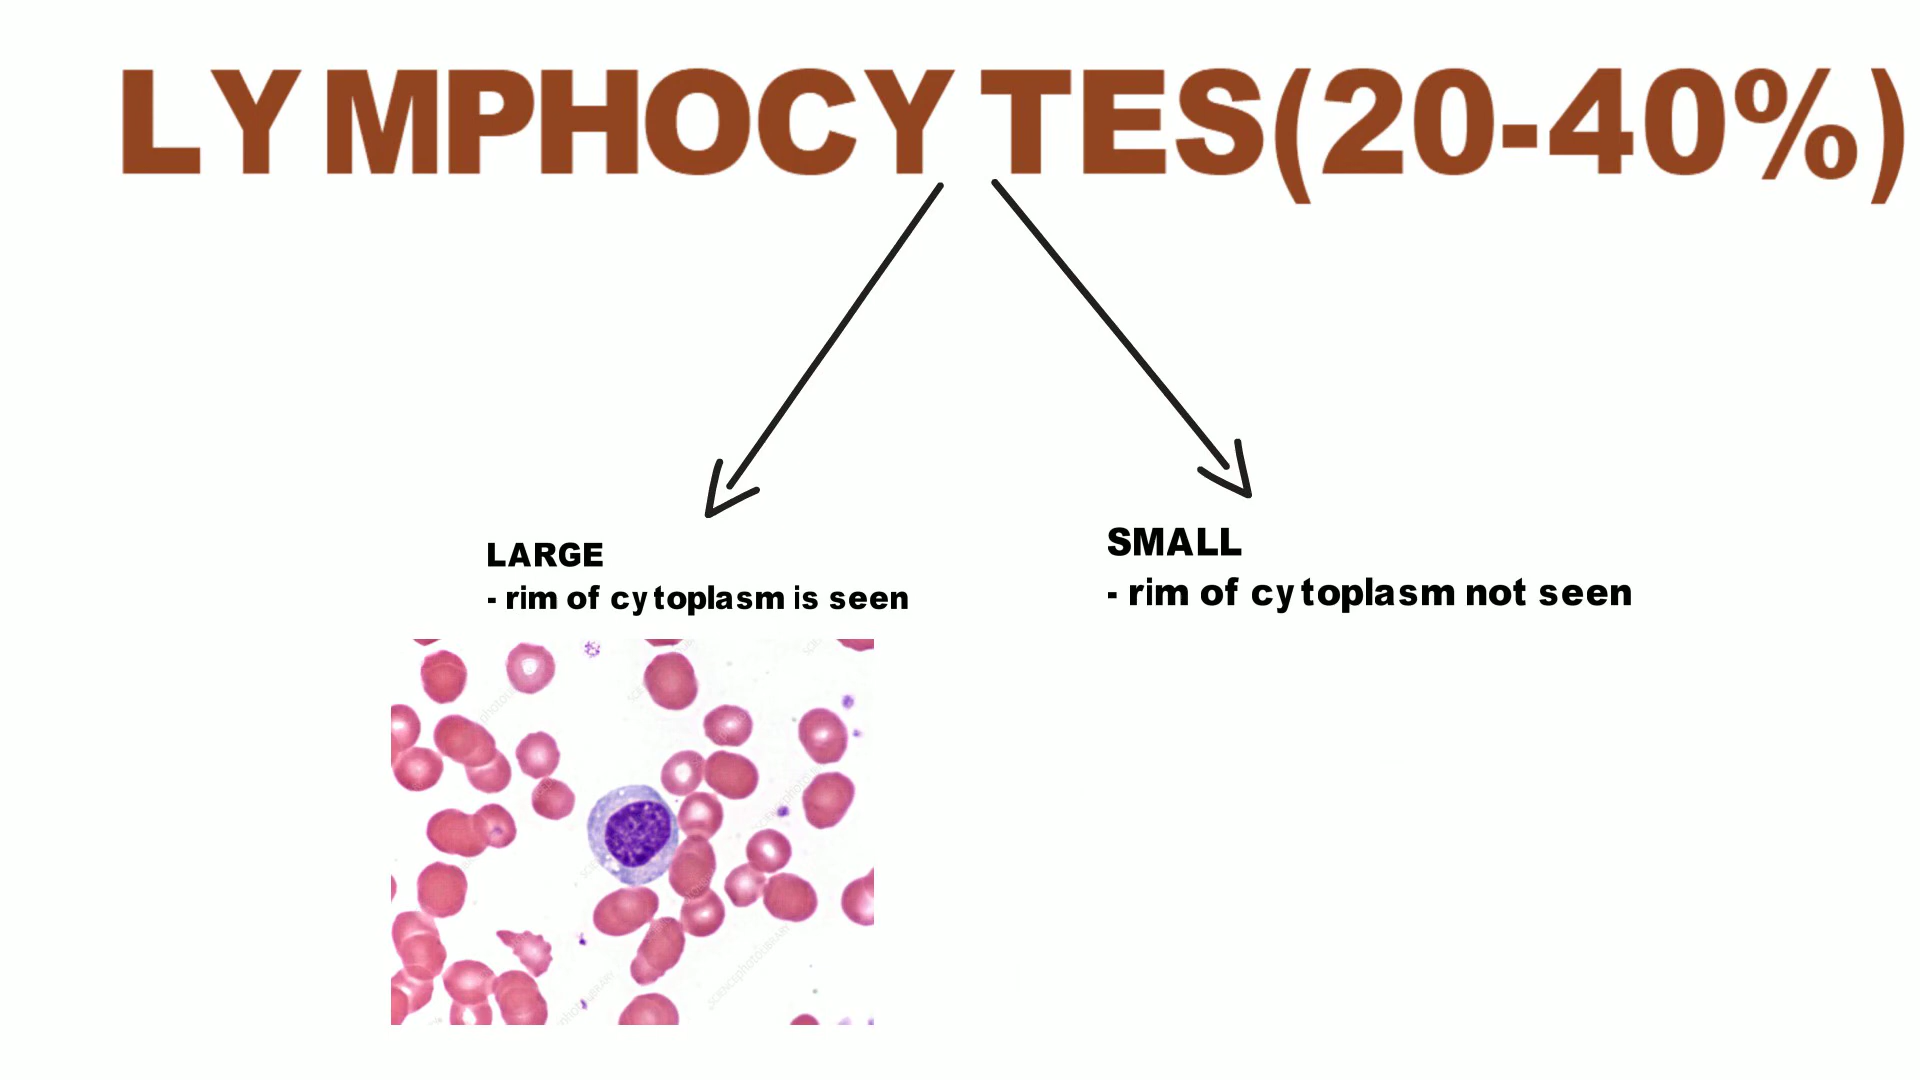 LYMPHOCYTES(20-40%)
LARGE
- rim of cytoplasm is seen
SMALL
- rim of cytoplasm not seen